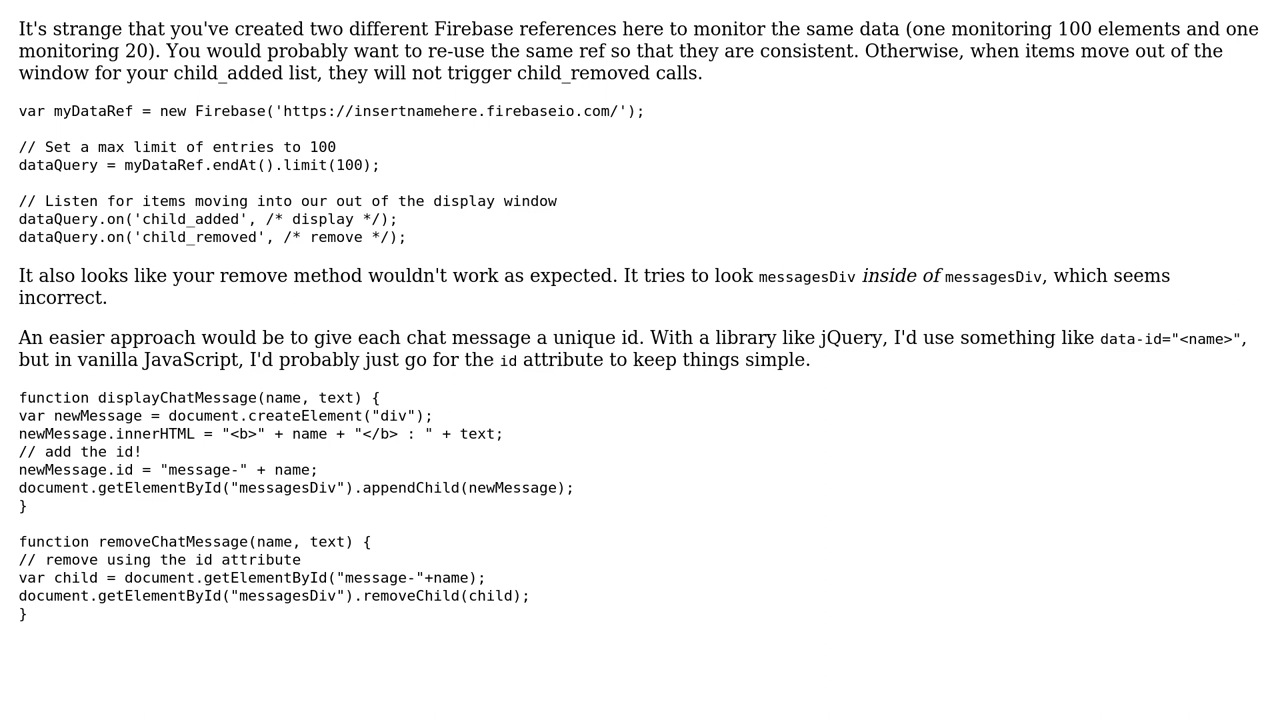 It's strange that you've created two different Firebase references here to monitor the same data (one monitoring 100 elements and one
monitoring 20). You would probably want to re-use the same ref so that they are consistent. Otherwise, when items move out of the
window for your child_added list, they will not trigger child_removed calls.
var myDataRef = new Firebase('https://insertnamehere.firebaseio.com/');
// Set a max limit of entries to 100
dataQuery = myDataRef.endAt().limit(100);
// Listen for items moving into our out of the display window
dataQuery.on('child_added', /* display */);
dataQuery.on('child_removed', /* remove */);
It also looks like your remove method wouldn't work as expected. It tries to look messagesDiv inside of messagesDiv, which seems
incorrect.
An easier approach would be to give each chat message a unique id. With a library like jQuery, I'd use something like data-id="<name>",
but in vanilla JavaScript, I'd probably just go for the id attribute to keep things simple.
function displayChatMessage(name, text) {
var newMessage = document.createElement("div");
newMessage.innerHTML = "<b>" + name + "</b> : " + text;
// add the id!
newMessage.id = "message-" + name;
document.getElementById("messagesDiv").appendChild(newMessage);
}
function removeChatMessage(name, text) {
// remove using the id attribute
var child = document.getElementById("message-"+name);
document.getElementById("messagesDiv").removeChild(child);
}